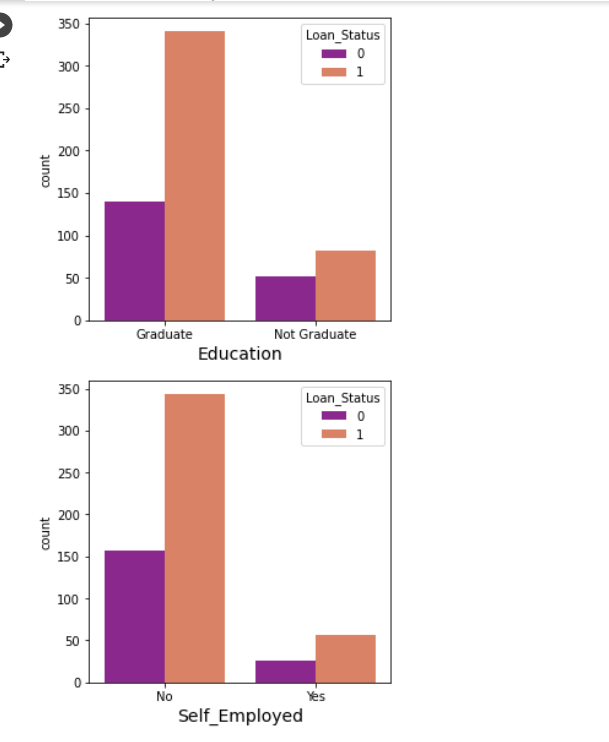 350
300
250
200
150
100
50
0
count
Loan_Status
0
1
Graduate Not Graduate
Education
350
300
250
200
150
100
50
0
count
Loan_Status
0
1
No Yes
Self_Employed